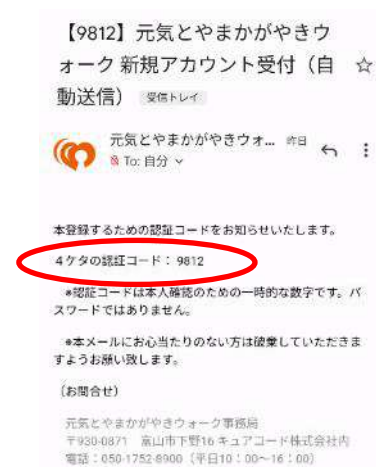 【9812】元気とやまかがやきウ
ォーク 新規アカウント受付（自
動送信） 受信トレイ
元気とやまかがやきウォ... 昨日
To: 自分
本登録するための認証コードをお知らせいたします。
4ケタの認証コード： 9812
*認証コードは本人確認のための一時的な数字です。パ
スワードではありません。
*本メールにお心当たりのない方は破棄していただきま
すようお願い致します。
（お問合せ）
元気とやまかがやきウォーク事務局
〒930-0871 富山市下野16 キュアコード株式会社内
電話：050-1752-8900（平日10：00～16：00）